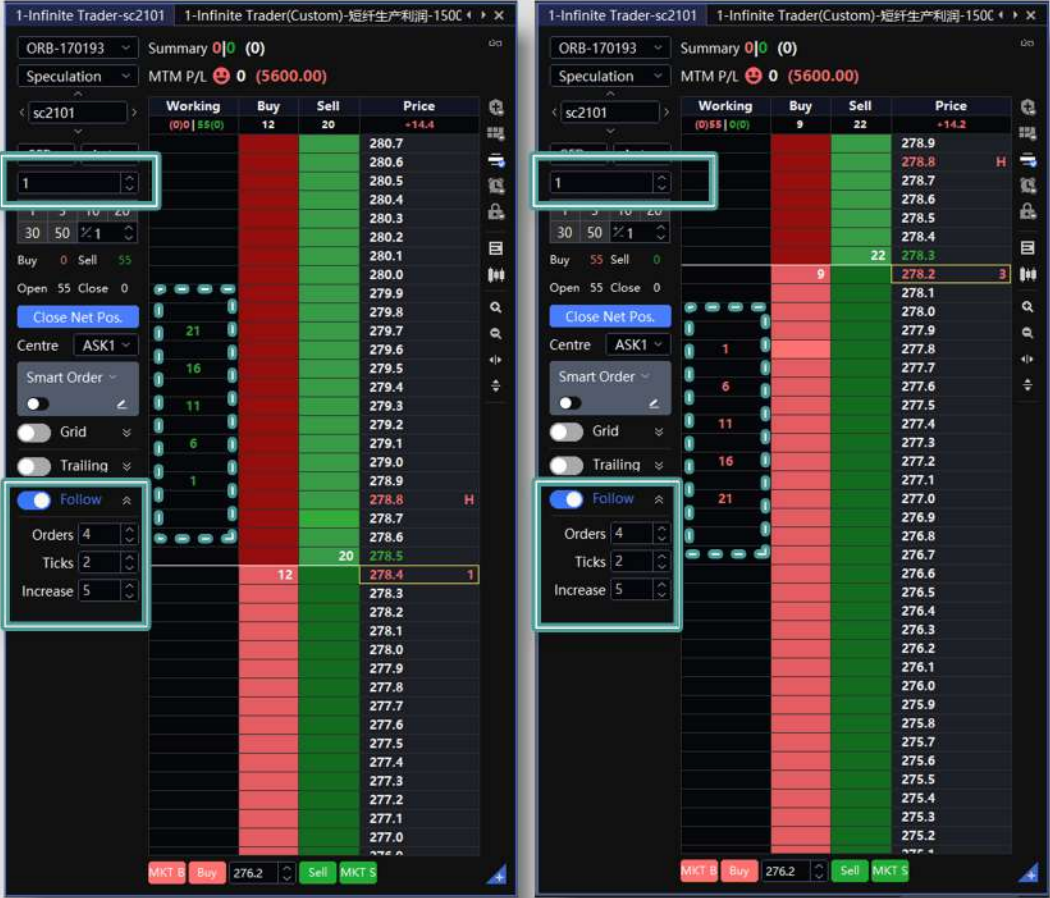 1-Infinite Trader-sc2101 1-Infinite Trader(Custom)-短纤生产利润-150C
ORB-170193 Summary 0|0 (0)
Speculation MTM P/L 0 (5600.00)
sc2101
Working Buy Sell Price
(0)0|55(0) 12 20 +14.4
1
1 5 10 20
30 50 1
Buy 0 Sell 55
Open 55 Close 0
Close Net Pos.
Centre ASK1
Smart Order
Grid
Trailing
Follow
Orders 4
Ticks 2
Increase 5
280.7
280.6
280.5
280.4
280.3
280.2
280.1
280.0
279.9
279.8
21 279.7
279.6
16 279.5
279.4
11 279.3
279.2
6 279.1
279.0
1 278.9
278.8 H
278.7
278.6
20 278.5
12 278.4 1
278.3
278.2
278.1
278.0
277.9
277.8
277.7
277.6
277.5
277.4
277.3
277.2
277.1
277.0
MKT B Buy 276.2 Sell MKT S
1-Infinite Trader-sc2101 1-Infinite Trader(Custom)-短纤生产利润-150C
ORB-170193 Summary 0|0 (0)
Speculation MTM P/L 0 (5600.00)
sc2101
Working Buy Sell Price
(0)55|0(0) 9 22 +14.2
1
1 5 10 20
30 50 1
Buy 55 Sell 0
Open 55 Close 0
Close Net Pos.
Centre ASK1
Smart Order
Grid
Trailing
Follow
Orders 4
Ticks 2
Increase 5
278.9
278.8 H
278.7
278.6
278.5
278.4
22 278.3
9 278.2 3
278.1
278.0
277.9
1 277.8
277.7
6 277.6
277.5
11 277.4
277.3
16 277.2
277.1
21 277.0
276.9
276.8
276.7
276.6
276.5
276.4
276.3
276.2
276.1
276.0
275.9
275.8
275.7
275.6
275.5
275.4
275.3
275.2
MKT B Buy 276.2 Sell MKT S